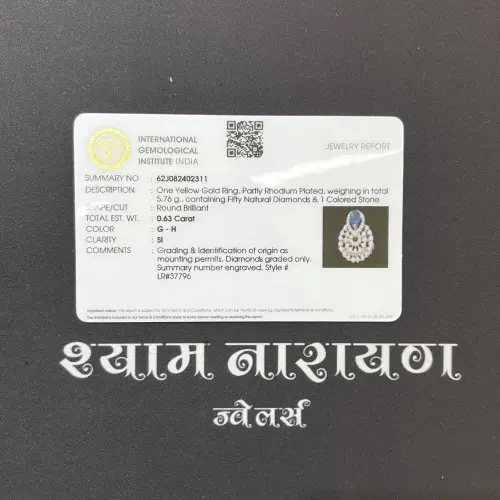 INTERNATIONAL
GEMOLOGICAL
INSTITUTE INDIA
JEWELRY REPORT
SUMMARY NO : 62J082402311
DESCRIPTION : One Yellow Gold Ring, Partly Rhodium Plated, weighing in total
5.76 g., containing Fifty Natural Diamonds & 1 Colored Stone
SHAPE/CUT : Round Brilliant
TOTAL EST. WT. : 0.63 Carat
COLOR : G - H
CLARITY : SI
COMMENTS : Grading & Identification of origin as
mounting permits. Diamonds graded only.
Summary number engraved. Style #
LR#37796
श्याम नारायण
ज्वेलर्स